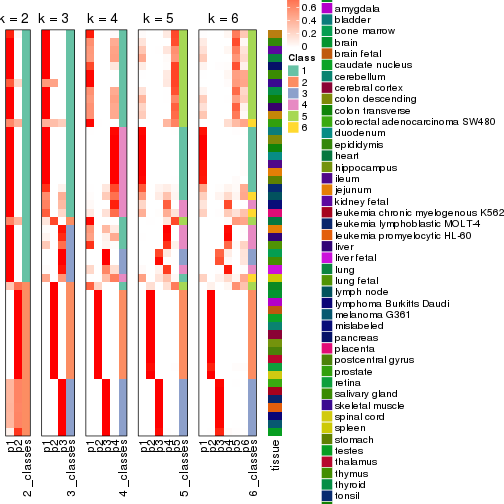 k = 2
k = 3
k = 4
k = 5
k = 6
0.6
0.4
0.2
0
Class
1
2
3
4
5
6
amygdala
bladder
bone marrow
brain
brain fetal
caudate nucleus
cerebellum
cerebral cortex
colon descending
colon transverse
colorectal adenocarcinoma SW480
duodenum
epididymis
heart
hippocampus
ileum
jejunum
kidney fetal
leukemia chronic myelogenous K562
leukemia lymphoblastic MOLT-4
leukemia promyelocytic HL-60
liver
liver fetal
lung
lung fetal
lymph node
lymphoma Burkitts Daudi
melanoma G361
mislabeled
pancreas
placenta
postcentral gyrus
prostate
retina
salivary gland
skeletal muscle
spinal cord
spleen
stomach
testes
thalamus
thymus
thyroid
tonsil
p1
p2
2_classes
p1
p2
p3
3_classes
p1
p2
p3
p4
4_classes
p1
p2
p3
p4
p5
5_classes
p1
p2
p3
p4
p5
p6
6_classes
tissue